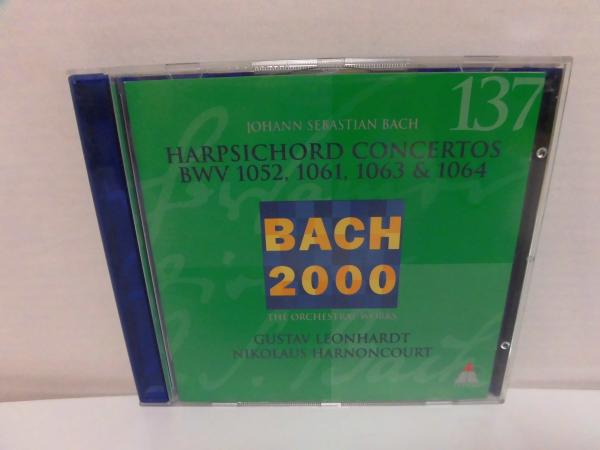 137
JOHANN SEBASTIAN BACH
HARPSICHORD CONCERTOS
BWV 1052, 1061, 1063 & 1064
BACH
2000
THE ORCHESTRAL WORKS
GUSTAV LEONHARDT
NIKOLAUS HARNONCOURT